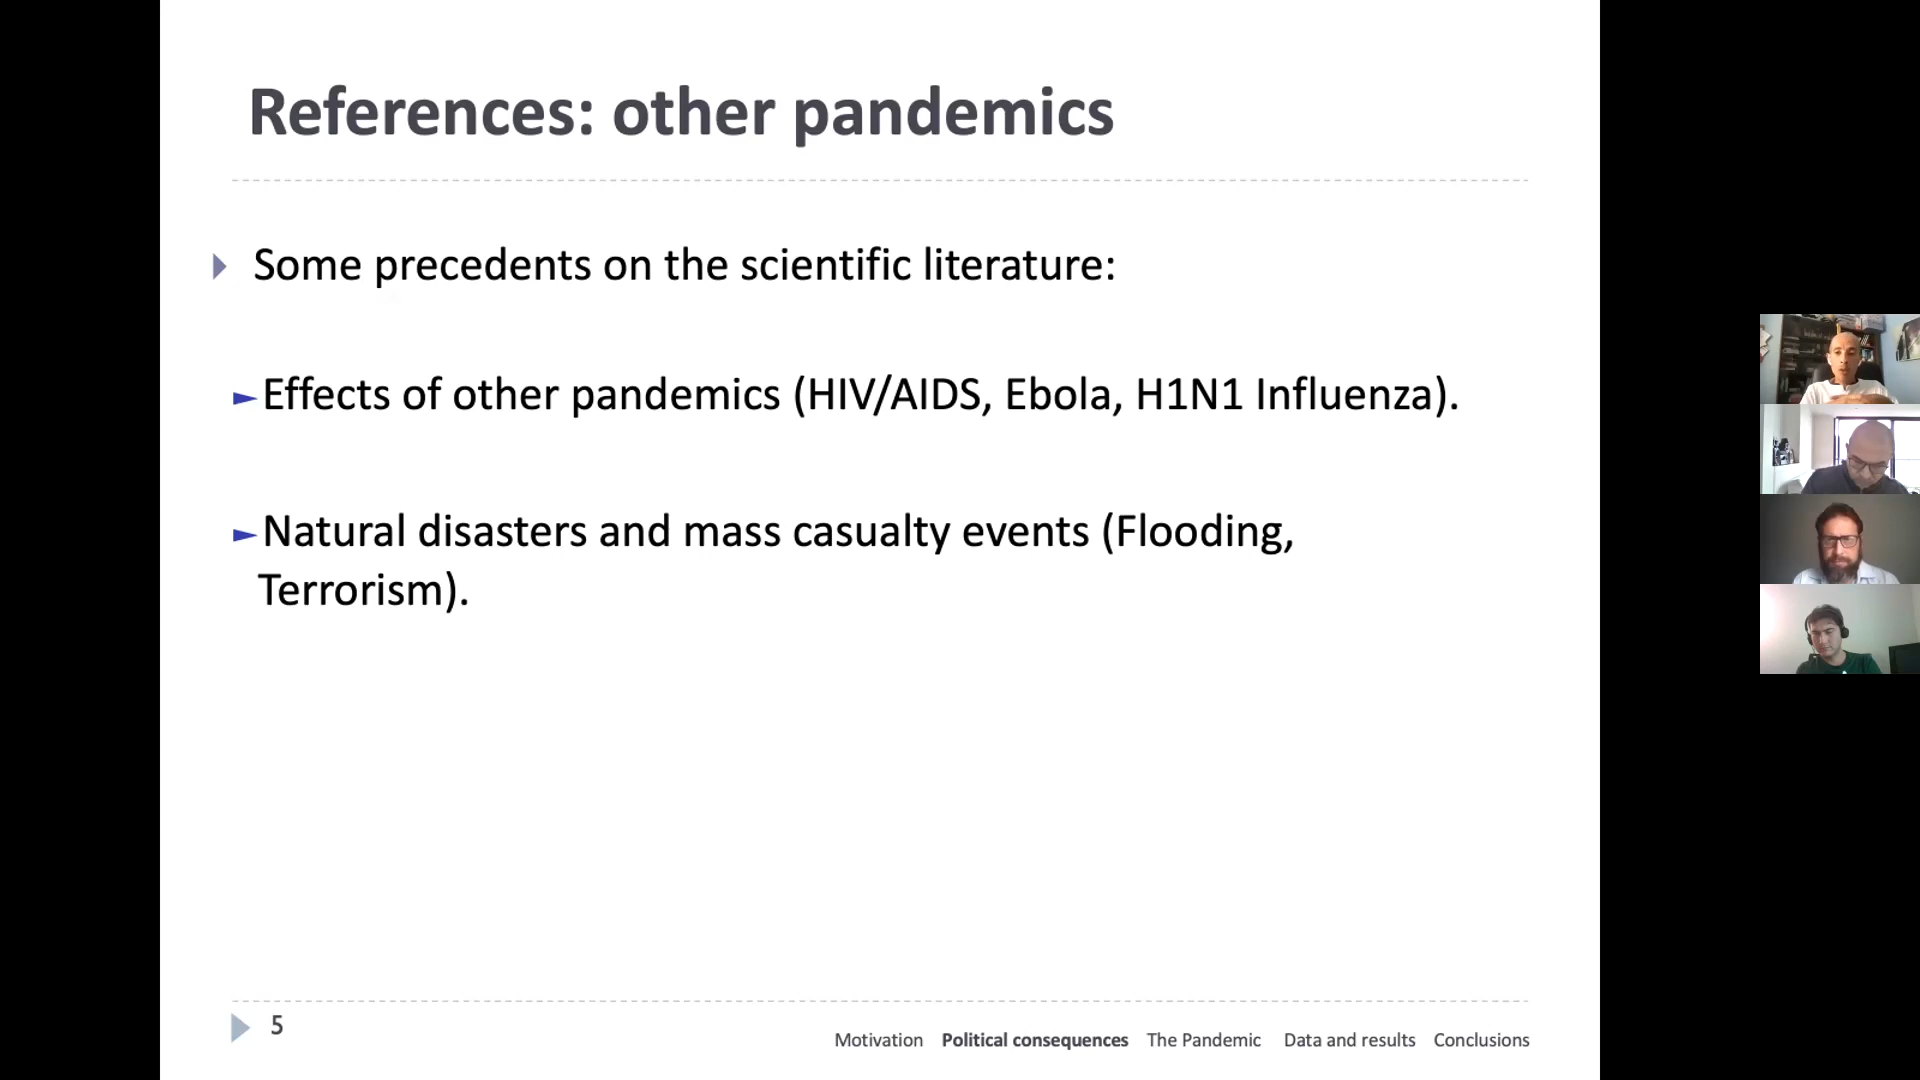 References: other pandemics
Some precedents on the scientific literature:
Effects of other pandemics (HIV/AIDS, Ebola, H1N1 Influenza).
Natural disasters and mass casualty events (Flooding,
Terrorism).
5
Motivation Political consequences The Pandemic Data and results Conclusions